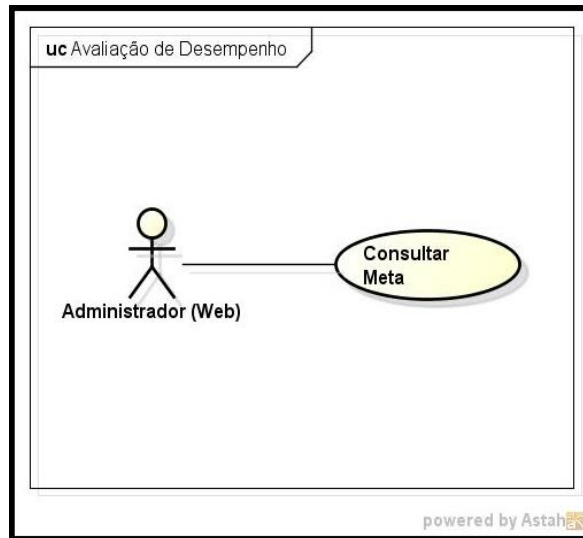 uc Avaliação de Desempenho
Consultar
Meta
Administrador (Web)
powered by Astah